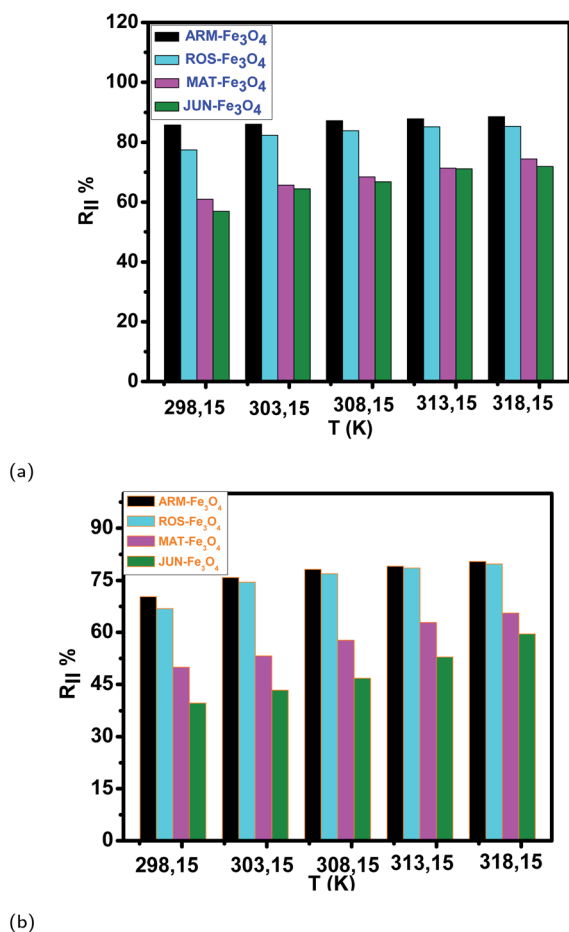 120
100
80
60
40
20
0
R_II %
ARM-Fe₃O₄
ROS-Fe₃O₄
MAT-Fe₃O₄
JUN-Fe₃O₄
298,15 303,15 308,15 313,15 318,15
T (K)
(a)
90
75
60
45
30
15
0
R_II %
ARM-Fe₃O₄
ROS-Fe₃O₄
MAT-Fe₃O₄
JUN-Fe₃O₄
298,15 303,15 308,15 313,15 318,15
T (K)
(b)